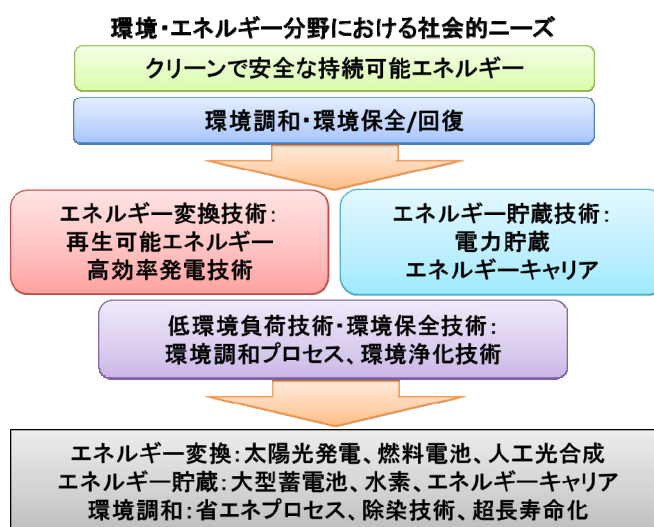 環境・エネルギー分野における社会的ニーズ
クリーンで安全な持続可能エネルギー
環境調和・環境保全/回復
エネルギー変換技術：
再生可能エネルギー
高効率発電技術
エネルギー貯蔵技術：
電力貯蔵
エネルギーキャリア
低環境負荷技術・環境保全技術：
環境調和プロセス、環境浄化技術
エネルギー変換：太陽光発電、燃料電池、人工光合成
エネルギー貯蔵：大型蓄電池、水素、エネルギーキャリア
環境調和：省エネプロセス、除染技術、超長寿命化